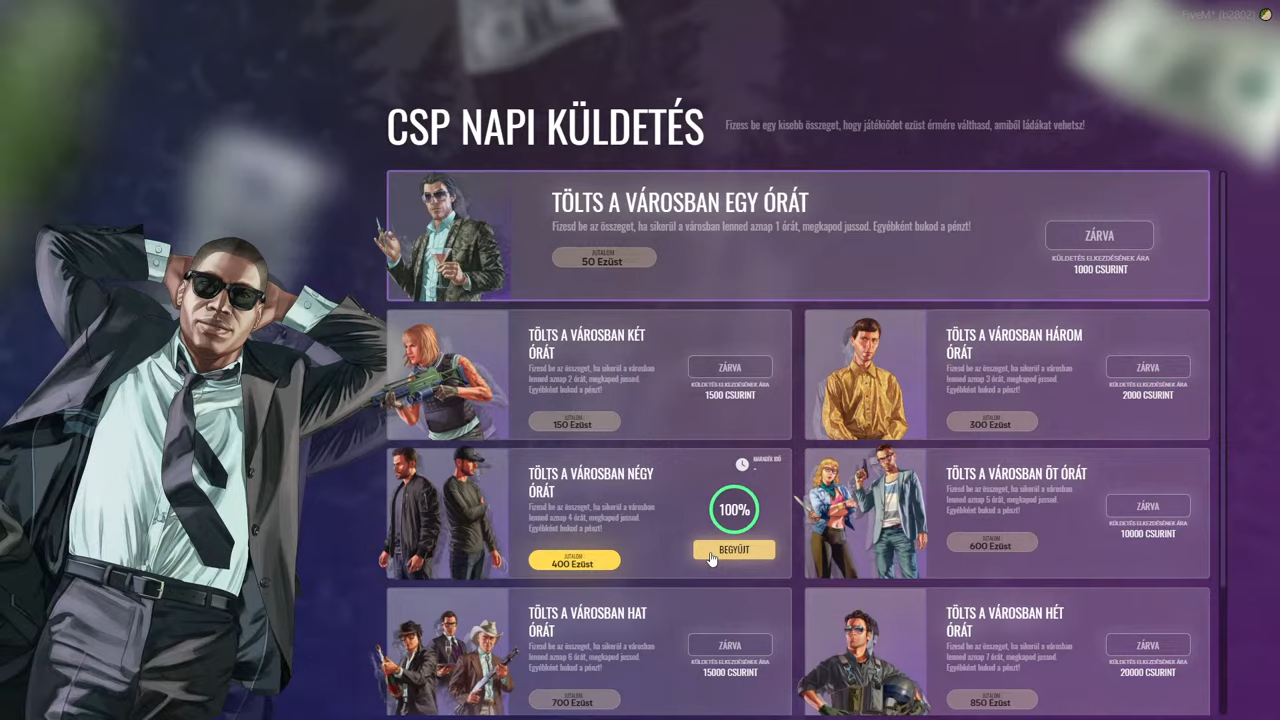 FiveM* (b2802)
CSP NAPI KÜLDETÉS
Fizess be egy kisebb összeget, hogy játékidődet ezüst érmére válthasd, amiből ládákat vehetsz!
TÖLTS A VÁROSBAN EGY ÓRÁT
Fizesd be az összeget, ha sikerül a városban lenned aznap 1 órát, megkapod jussod. Egyébként bukod a pénzt!
JUTALOM
50 Ezüst
ZÁRVA
KÜLDETÉS ELKEZDÉSÉNEK ÁRA
1000 CSURINT
TÖLTS A VÁROSBAN KÉT
ÓRÁT
Fizesd be az összeget, ha sikerül a városban
lenned aznap 2 órát, megkapod jussod.
Egyébként bukod a pénzt!
JUTALOM
150 Ezüst
ZÁRVA
KÜLDETÉS ELKEZDÉSÉNEK ÁRA
1500 CSURINT
TÖLTS A VÁROSBAN HÁROM
ÓRÁT
Fizesd be az összeget, ha sikerül a városban
lenned aznap 3 órát, megkapod jussod.
Egyébként bukod a pénzt!
JUTALOM
300 Ezüst
ZÁRVA
KÜLDETÉS ELKEZDÉSÉNEK ÁRA
2000 CSURINT
TÖLTS A VÁROSBAN NÉGY
ÓRÁT
Fizesd be az összeget, ha sikerül a városban
lenned aznap 4 órát, megkapod jussod.
Egyébként bukod a pénzt!
JUTALOM
400 Ezüst
MARADÉK IDŐ
-
100%
BEGYŰJT
TÖLTS A VÁROSBAN ÖT ÓRÁT
Fizesd be az összeget, ha sikerül a városban
lenned aznap 5 órát, megkapod jussod.
Egyébként bukod a pénzt!
JUTALOM
600 Ezüst
ZÁRVA
KÜLDETÉS ELKEZDÉSÉNEK ÁRA
10000 CSURINT
TÖLTS A VÁROSBAN HAT
ÓRÁT
Fizesd be az összeget, ha sikerül a városban
lenned aznap 6 órát, megkapod jussod.
Egyébként bukod a pénzt!
JUTALOM
700 Ezüst
ZÁRVA
KÜLDETÉS ELKEZDÉSÉNEK ÁRA
15000 CSURINT
TÖLTS A VÁROSBAN HÉT
ÓRÁT
Fizesd be az összeget, ha sikerül a városban
lenned aznap 7 órát, megkapod jussod.
Egyébként bukod a pénzt!
JUTALOM
850 Ezüst
ZÁRVA
KÜLDETÉS ELKEZDÉSÉNEK ÁRA
20000 CSURINT